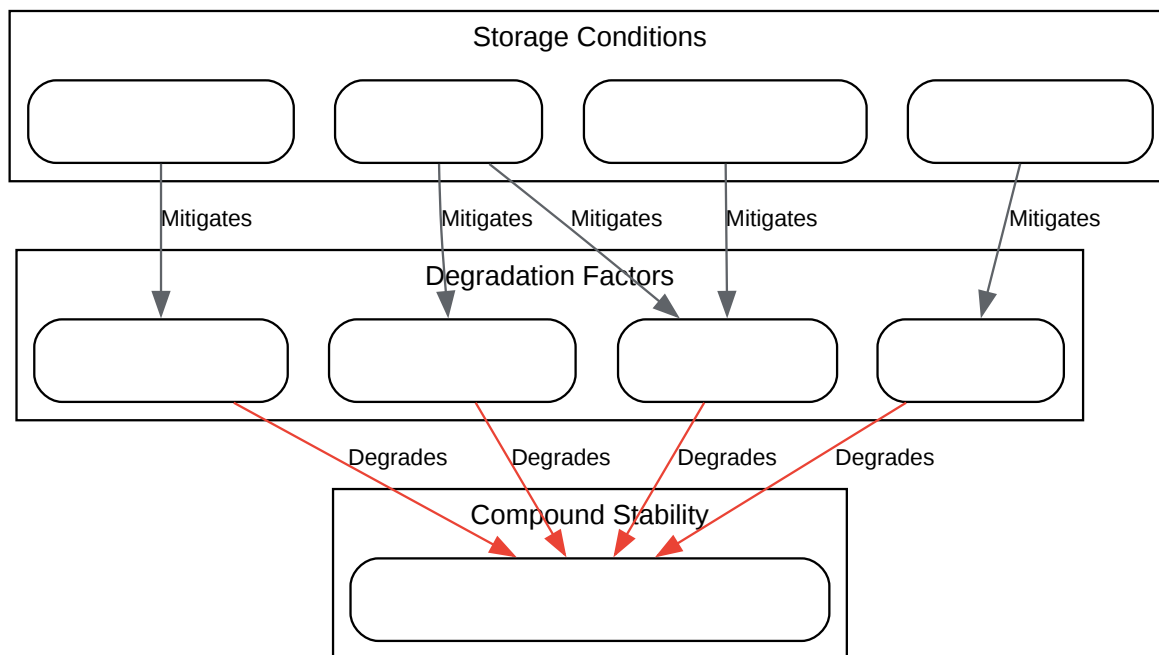 Storage Conditions
Mitigates
Mitigates
Mitigates
Mitigates
Mitigates
Degradation Factors
Degrades
Degrades
Degrades
Degrades
Compound Stability